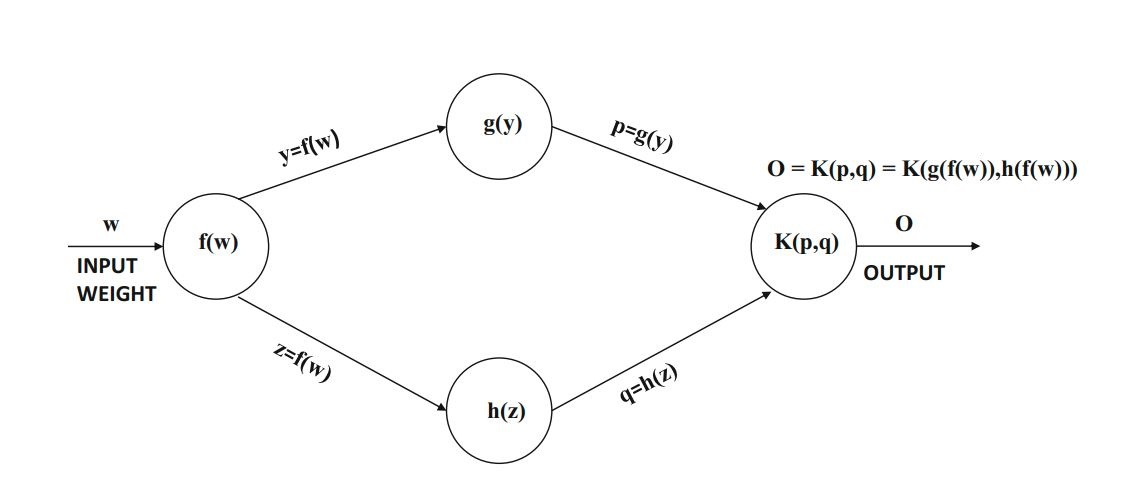 g(y)
y=f(w)
p=g(y)
O = K(p,q) = K(g(f(w)),h(f(w)))
w
f(w)
K(p,q)
O
INPUT
WEIGHT
OUTPUT
z=f(w)
q=h(z)
h(z)